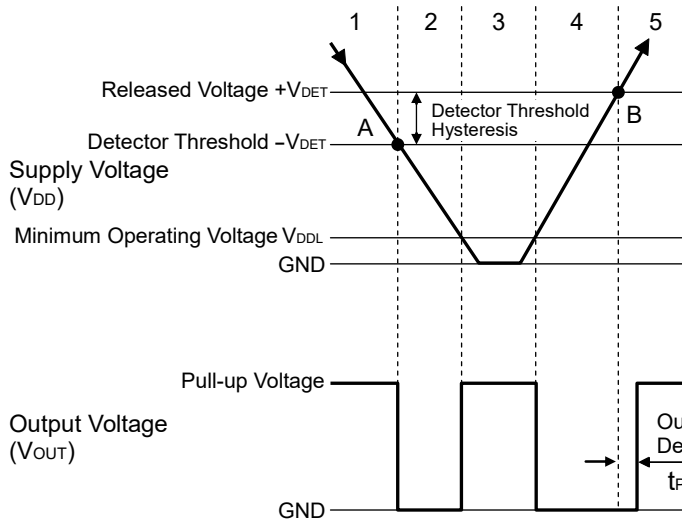 1 2 3 4 5
Released Voltage +VDET
A
Detector Threshold
Hysteresis
B
Detector Threshold –VDET
Supply Voltage
(VDD)
Minimum Operating Voltage VDDL
GND
Pull-up Voltage
Output Voltage
(VOUT)
GND